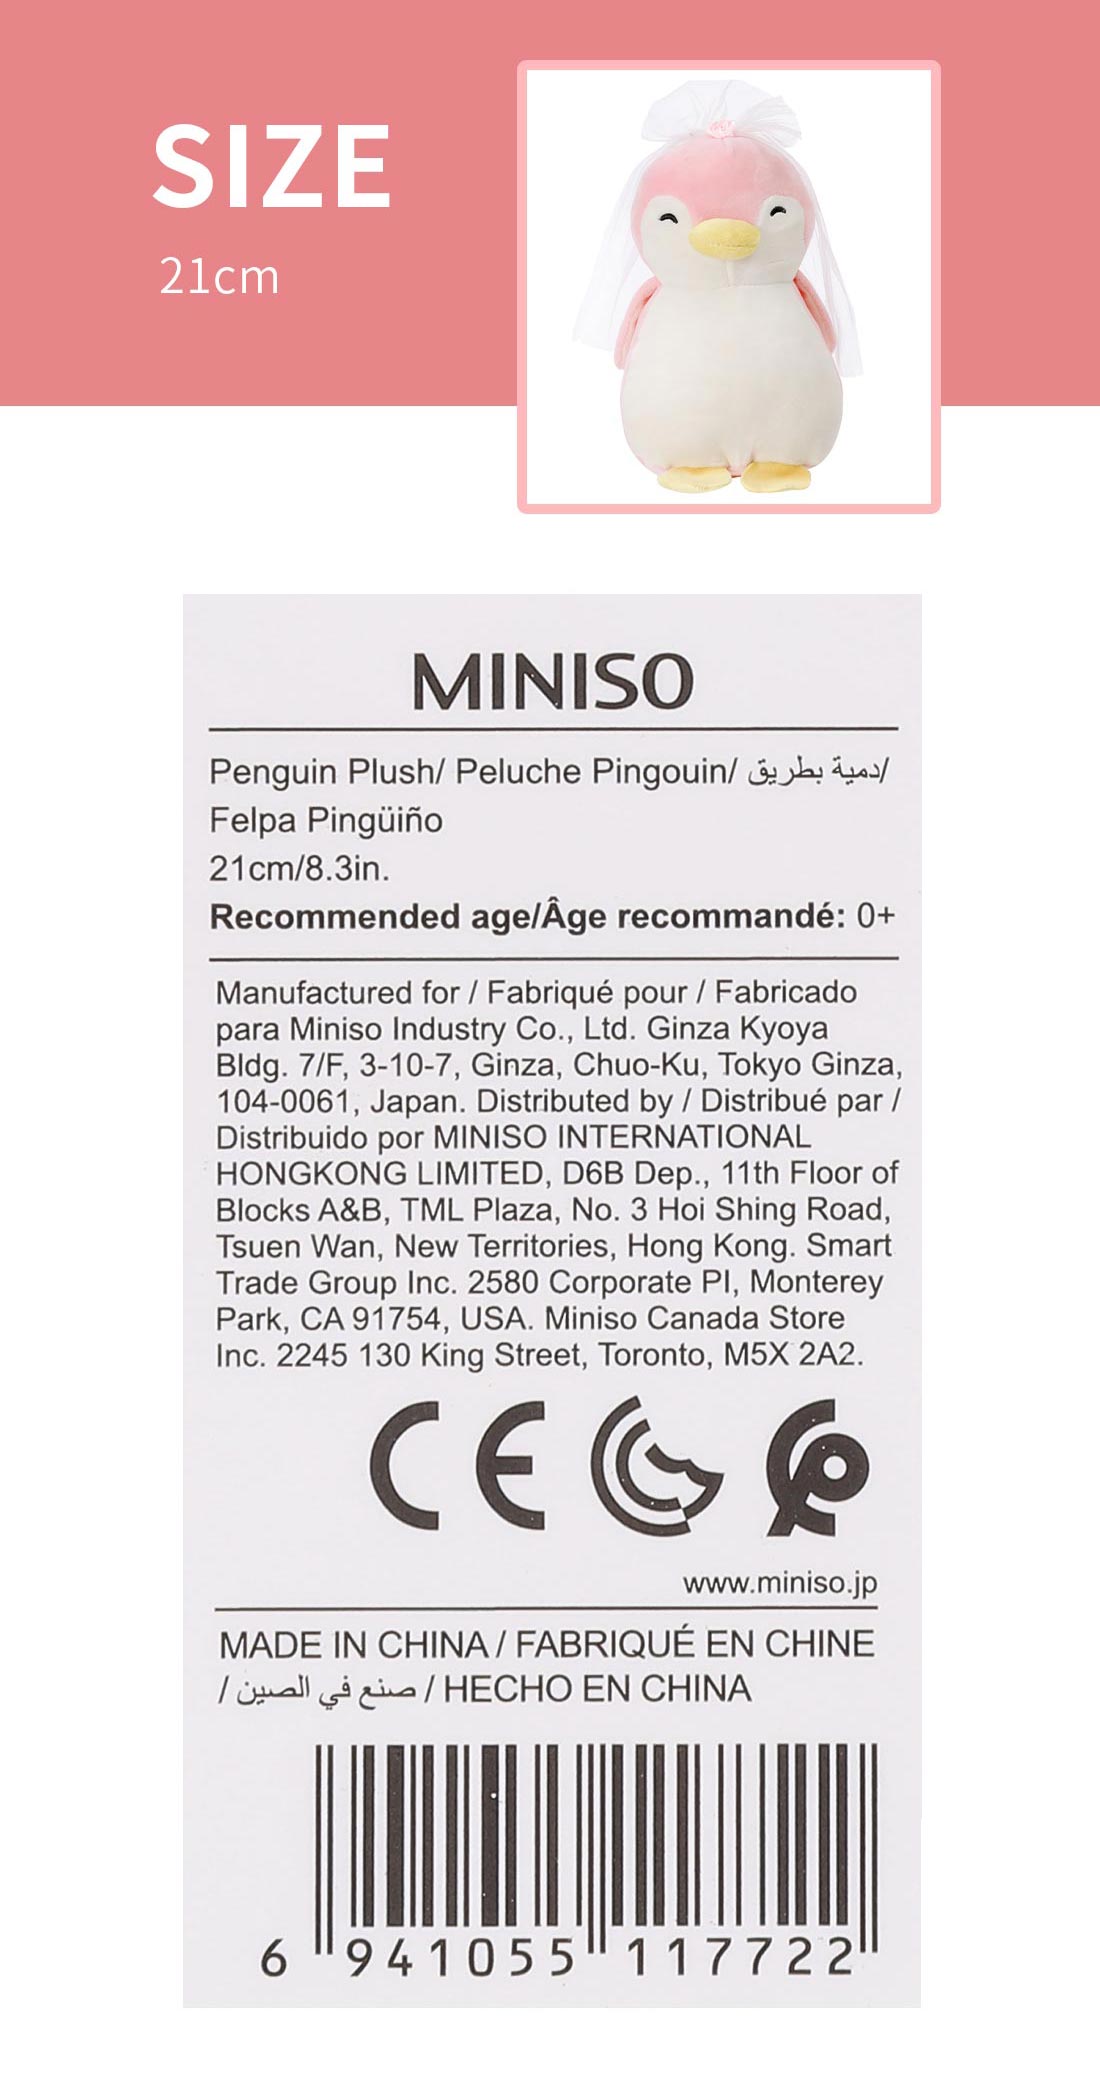 SIZE
21cm
MINISO
Penguin Plush/ Peluche Pingouin/ دمية بطريق/
Felpa Pingüiño
21cm/8.3in.
Recommended age/Âge recommandé: 0+
Manufactured for / Fabriqué pour / Fabricado
para Miniso Industry Co., Ltd. Ginza Kyoya
Bldg. 7/F, 3-10-7, Ginza, Chuo-Ku, Tokyo Ginza,
104-0061, Japan. Distributed by / Distribué par /
Distribuido por MINISO INTERNATIONAL
HONGKONG LIMITED, D6B Dep., 11th Floor of
Blocks A&B, TML Plaza, No. 3 Hoi Shing Road,
Tsuen Wan, New Territories, Hong Kong. Smart
Trade Group Inc. 2580 Corporate Pl, Monterey
Park, CA 91754, USA. Miniso Canada Store
Inc. 2245 130 King Street, Toronto, M5X 2A2.
CE
www.miniso.jp
MADE IN CHINA / FABRIQUÉ EN CHINE
/ صنع في الصين / HECHO EN CHINA
6 941055 117722